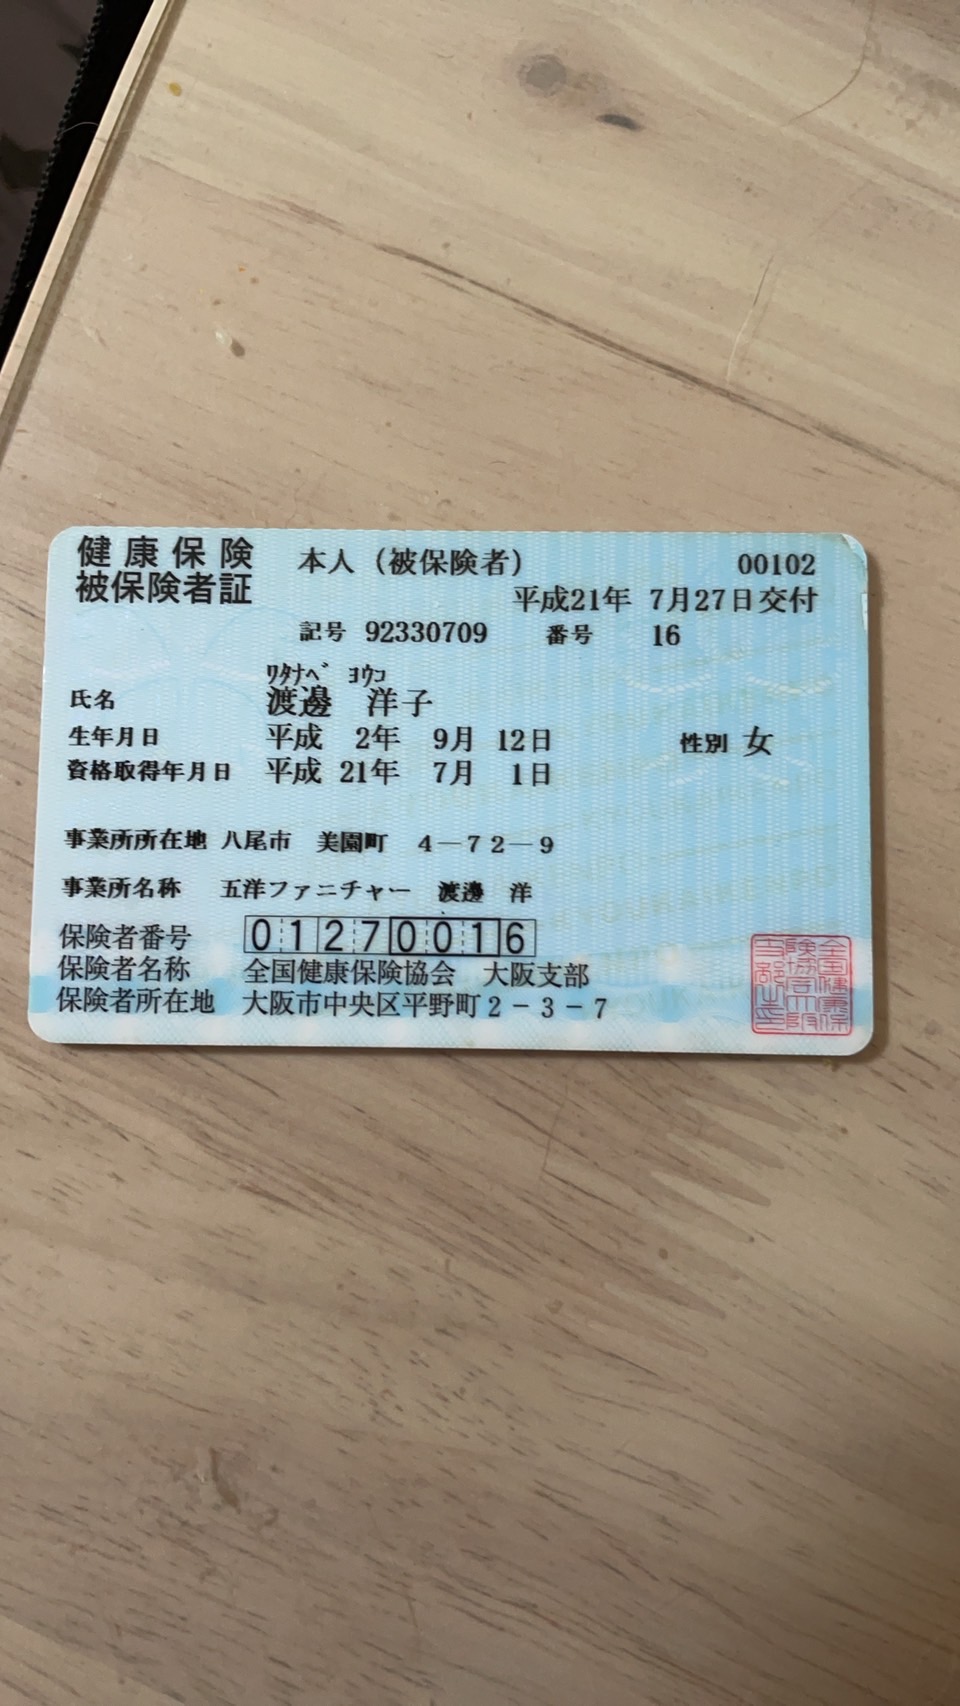 健康保険
被保険者証
本人（被保険者）
00102
平成21年 7月27日交付
記号 92330709 番号 16
ﾜﾀﾅﾍﾞ ﾖｳｺ
氏名 渡邊 洋子
生年月日 平成 2年 9月 12日 性別 女
資格取得年月日 平成 21年 7月 1日
事業所所在地 八尾市 美園町 4－72－9
事業所名称 五洋ファニチャー 渡邊 洋
保険者番号 01270016
保険者名称 全国健康保険協会 大阪支部
保険者所在地 大阪市中央区平野町2－3－7